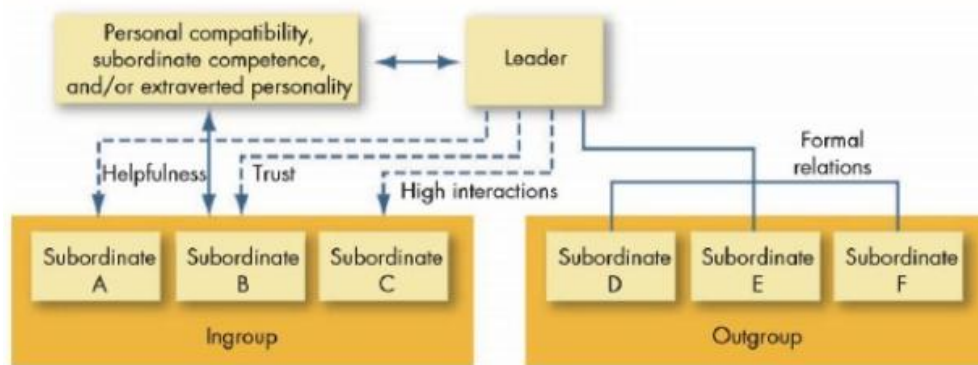 Personal compatibility,
subordinate competence,
and/or extraverted personality
Leader
Helpfulness
Trust
High interactions
Formal
relations
Subordinate
A
Subordinate
B
Subordinate
C
Ingroup
Subordinate
D
Subordinate
E
Subordinate
F
Outgroup